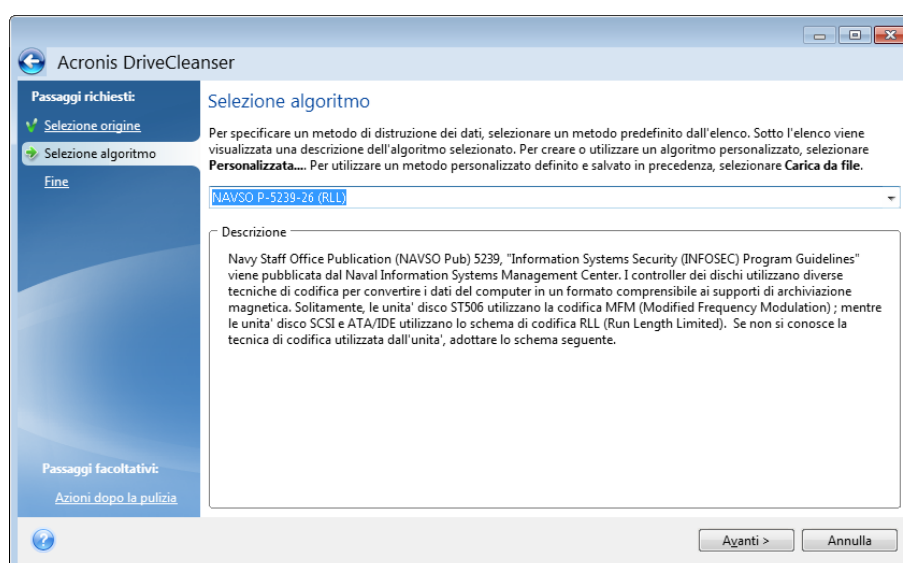 Acronis DriveCleanser
Passaggi richiesti:
Selezione origine
Selezione algoritmo
Fine
Passaggi facoltativi:
Azioni dopo la pulizia
Selezione algoritmo
Per specificare un metodo di distruzione dei dati, selezionare un metodo predefinito dall'elenco. Sotto l'elenco viene
visualizzata una descrizione dell'algoritmo selezionato. Per creare o utilizzare un algoritmo personalizzato, selezionare
Personalizzata.... Per utilizzare un metodo personalizzato definito e salvato in precedenza, selezionare Carica da file.
NAVSO P-5239-26 (RLL)
Descrizione
Navy Staff Office Publication (NAVSO Pub) 5239, "Information Systems Security (INFOSEC) Program Guidelines"
viene pubblicata dal Naval Information Systems Management Center. I controller dei dischi utilizzano diverse
tecniche di codifica per convertire i dati del computer in un formato comprensibile ai supporti di archiviazione
magnetica. Solitamente, le unita' disco ST506 utilizzano la codifica MFM (Modified Frequency Modulation) ; mentre
le unita' disco SCSI e ATA/IDE utilizzano lo schema di codifica RLL (Run Length Limited).  Se non si conosce la
tecnica di codifica utilizzata dall'unita', adottare lo schema seguente.
Avanti >
Annulla